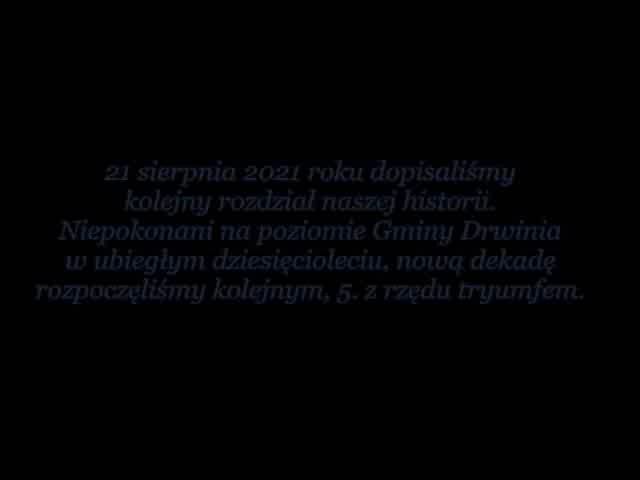 21 sierpnia 2021 roku dopisaliśmy
kolejny rozdział naszej historii.
Niepokonani na poziomie Gminy Drwinia
w ubiegłym dziesięcioleciu, nową dekadę
rozpoczęliśmy kolejnym, 5. z rzędu tryumfem.